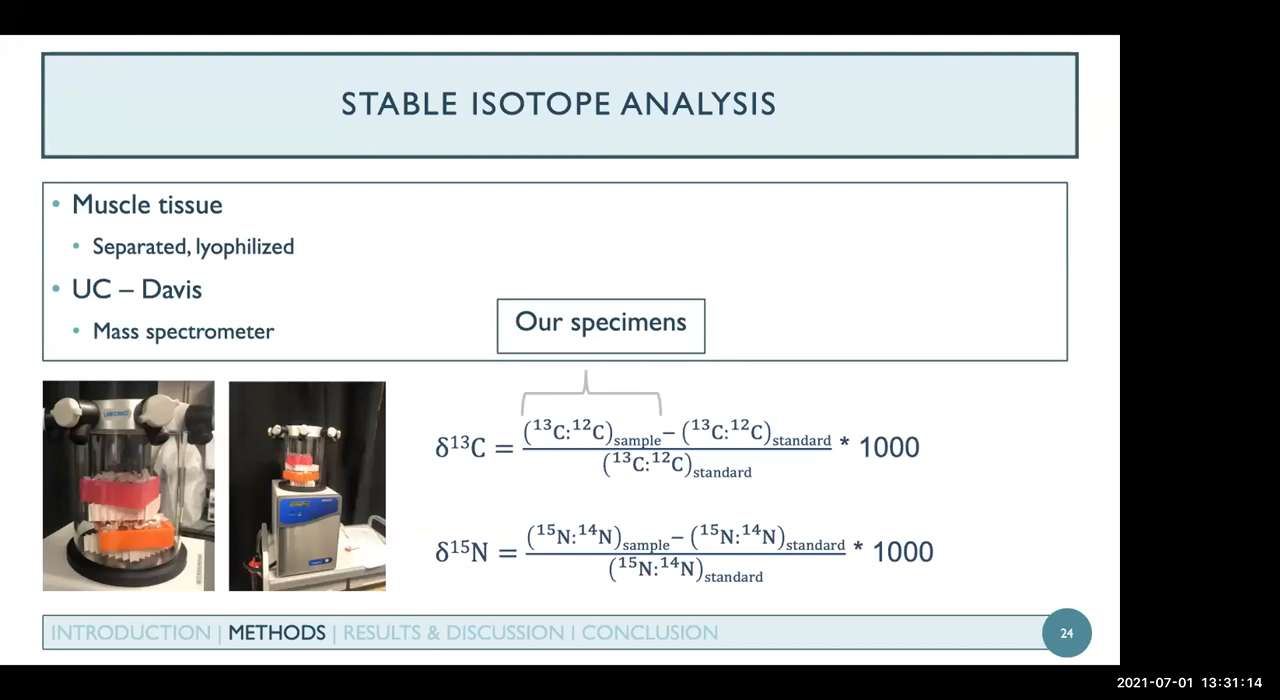 STABLE ISOTOPE ANALYSIS
• Muscle tissue
• Separated, lyophilized
• UC – Davis
• Mass spectrometer
Our specimens
LABCONCO
δ¹³C = (¹³C:¹²C)sample − (¹³C:¹²C)standard / (¹³C:¹²C)standard * 1000
δ¹⁵N = (¹⁵N:¹⁴N)sample − (¹⁵N:¹⁴N)standard / (¹⁵N:¹⁴N)standard * 1000
INTRODUCTION | METHODS | RESULTS & DISCUSSION I CONCLUSION
24
2021-07-01 13:31:14